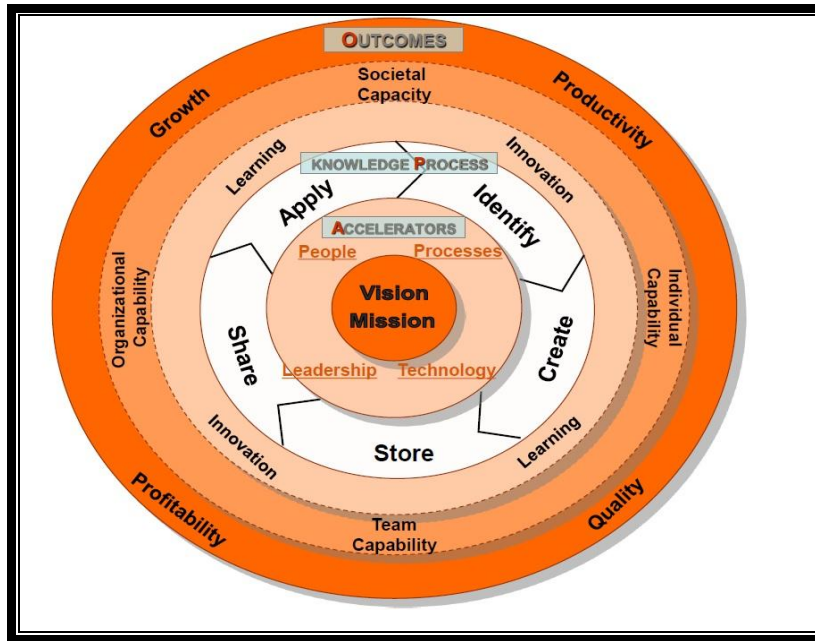 OUTCOMES
Societal
Capacity
Growth
Productivity
Learning
Innovation
KNOWLEDGE PROCESS
Apply
Identify
ACCELERATORS
People
Processes
Vision
Mission
Organizational
Capability
Individual
Capability
Share
Create
Leadership
Technology
Store
Innovation
Learning
Profitability
Quality
Team
Capability